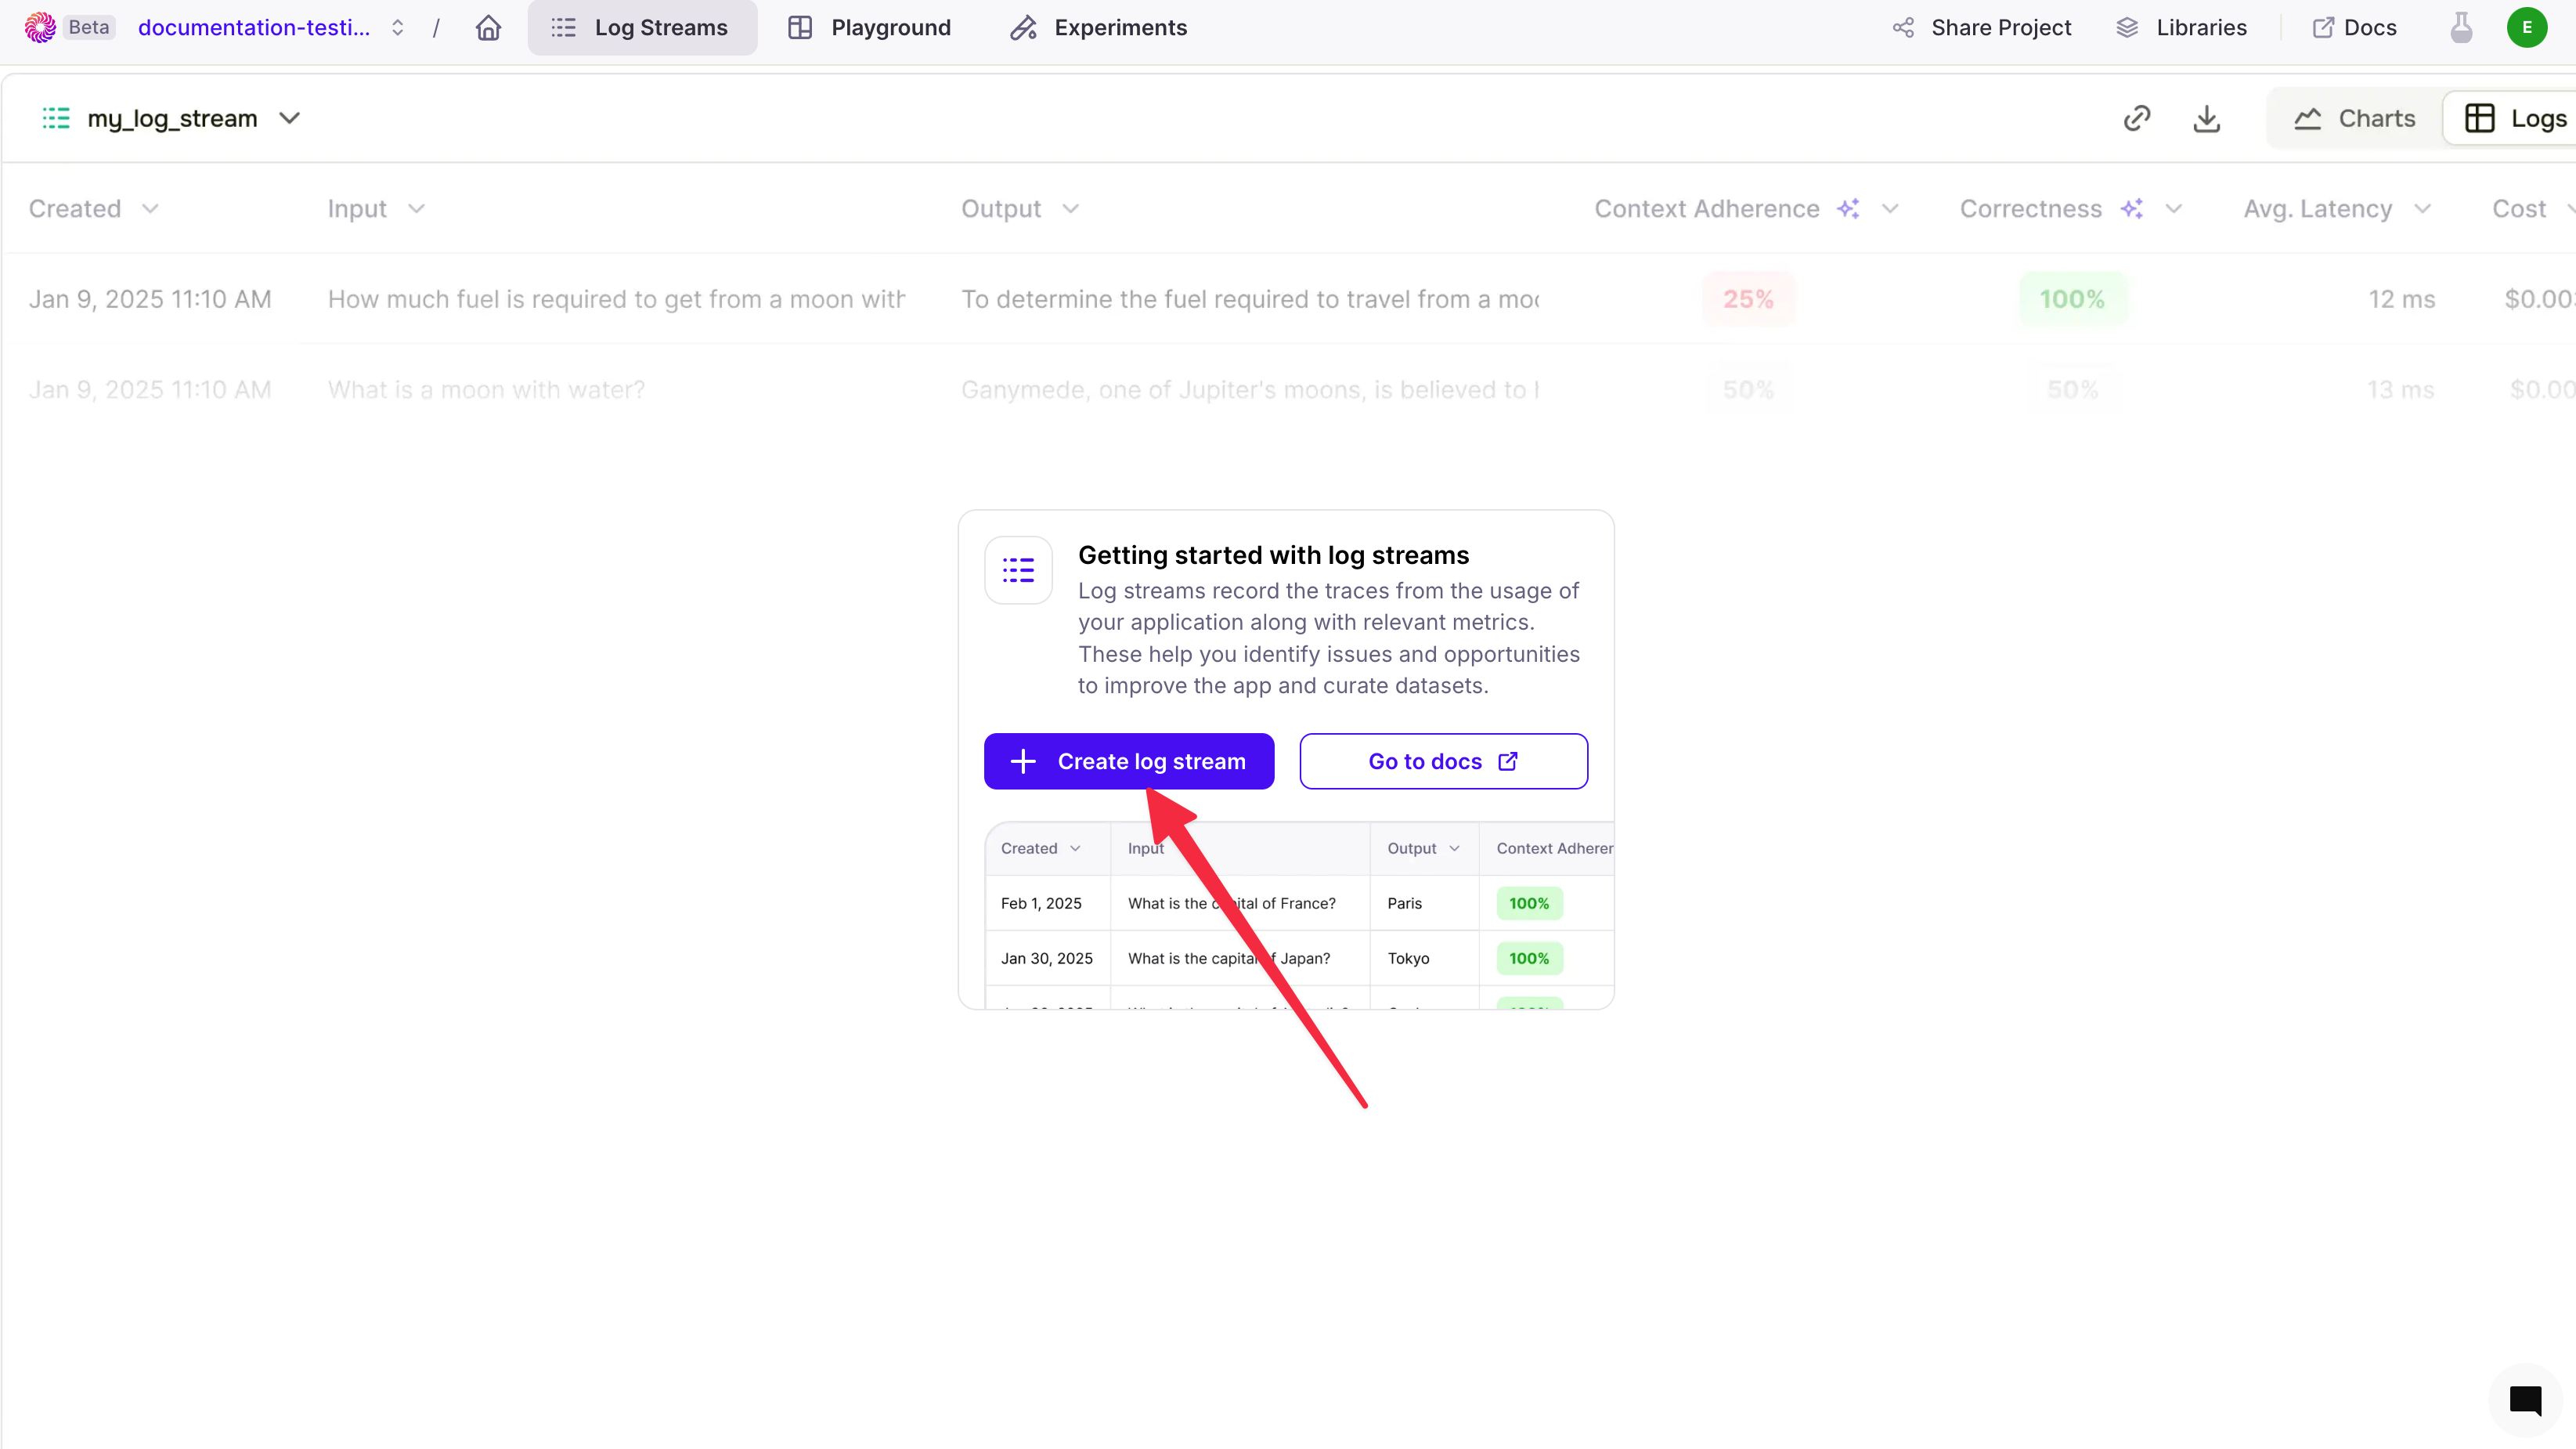 Beta documentation-testi... / Log Streams Playground Experiments Share Project Libraries Docs E
my_log_stream Charts Logs
Created Input Output Context Adherence Correctness Avg. Latency Cost
Jan 9, 2025 11:10 AM How much fuel is required to get from a moon with To determine the fuel required to travel from a moo 25% 100% 12 ms $0.00
Jan 9, 2025 11:10 AM What is a moon with water? Ganymede, one of Jupiter's moons, is believed to 50% 50% 13 ms $0.00
Getting started with log streams
Log streams record the traces from the usage of
your application along with relevant metrics.
These help you identify issues and opportunities
to improve the app and curate datasets.
Create log stream Go to docs
Created Input Output Context Adherer
Feb 1, 2025 What is the capital of France? Paris 100%
Jan 30, 2025 What is the capital of Japan? Tokyo 100%